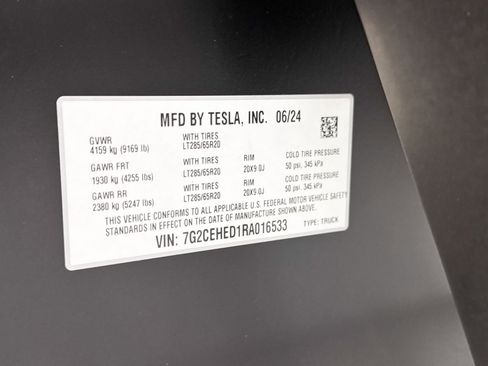 MFD BY TESLA, INC. 06/24
GVWR WITH TIRES
4159 kg (9169 lb) LT285/65R20
GAWR FRT WITH TIRES RIM COLD TIRE PRESSURE
1930 kg (4255 lbs) LT285/65R20 20X9.0J 50 psi, 345 kPa
GAWR RR WITH TIRES RIM COLD TIRE PRESSURE
2380 kg (5247 lbs) LT285/65R20 20X9.0J 50 psi, 345 kPa
THIS VEHICLE CONFORMS TO ALL APPLICABLE U.S. FEDERAL MOTOR VEHICLE SAFETY
STANDARDS IN EFFECT ON THE DATE OF MANUFACTURE SHOWN ABOVE.
VIN: 7G2CEHED1RA016533 TYPE: TRUCK